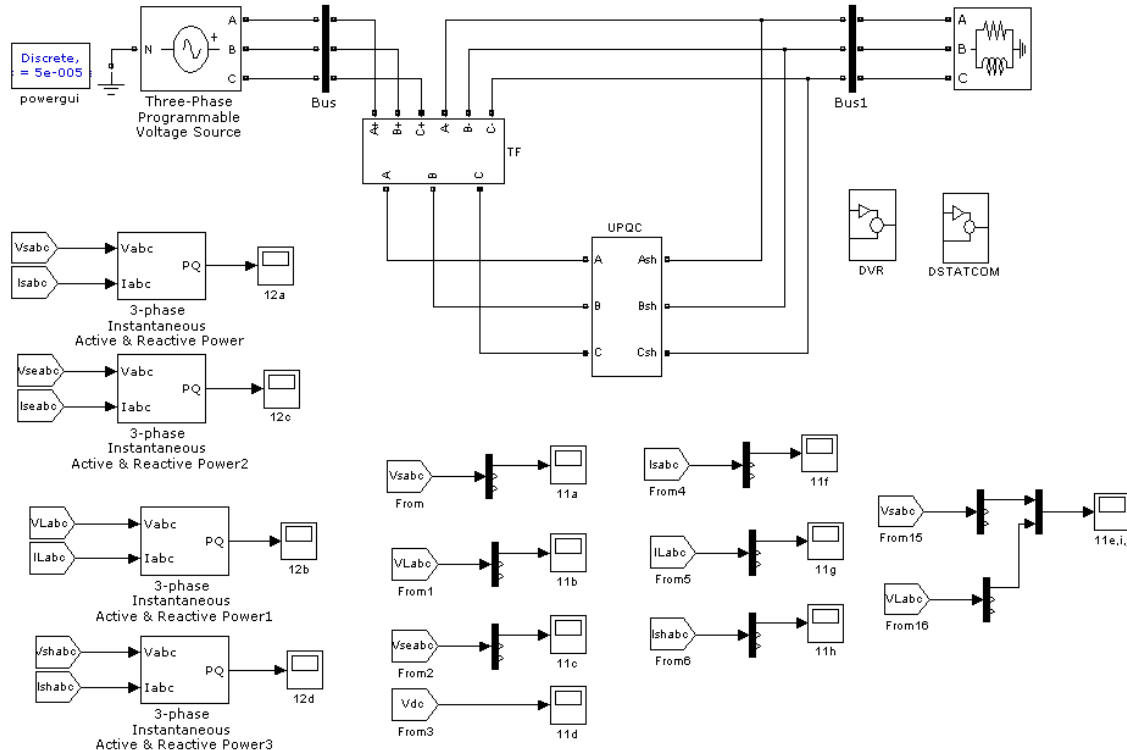 Discrete,
= 5e-005
powergui
N
+
A
B
C
Three-Phase
Programmable
Voltage Source
Bus
A+
B+
C+
A
B-
C-
A
B
C
TF
Bus1
A
B
C
UPQC
A
B
C
Ash
Bsh
Csh
DVR
DSTATCOM
Vsabc
Isabc
Vabc
Iabc
PQ
12a
3-phase
Instantaneous
Active & Reactive Power
Vseabc
Iseabc
Vabc
Iabc
PQ
12c
3-phase
Instantaneous
Active & Reactive Power2
VLabc
ILabc
Vabc
Iabc
PQ
12b
3-phase
Instantaneous
Active & Reactive Power1
Vshabc
Ishabc
Vabc
Iabc
PQ
12d
3-phase
Instantaneous
Active & Reactive Power3
Vsabc
From
11a
VLabc
From1
11b
Vseabc
From2
11c
Vdc
From3
11d
Isabc
From4
11f
ILabc
From5
11g
Ishabc
From6
11h
Vsabc
From15
VLabc
From16
11e,i,